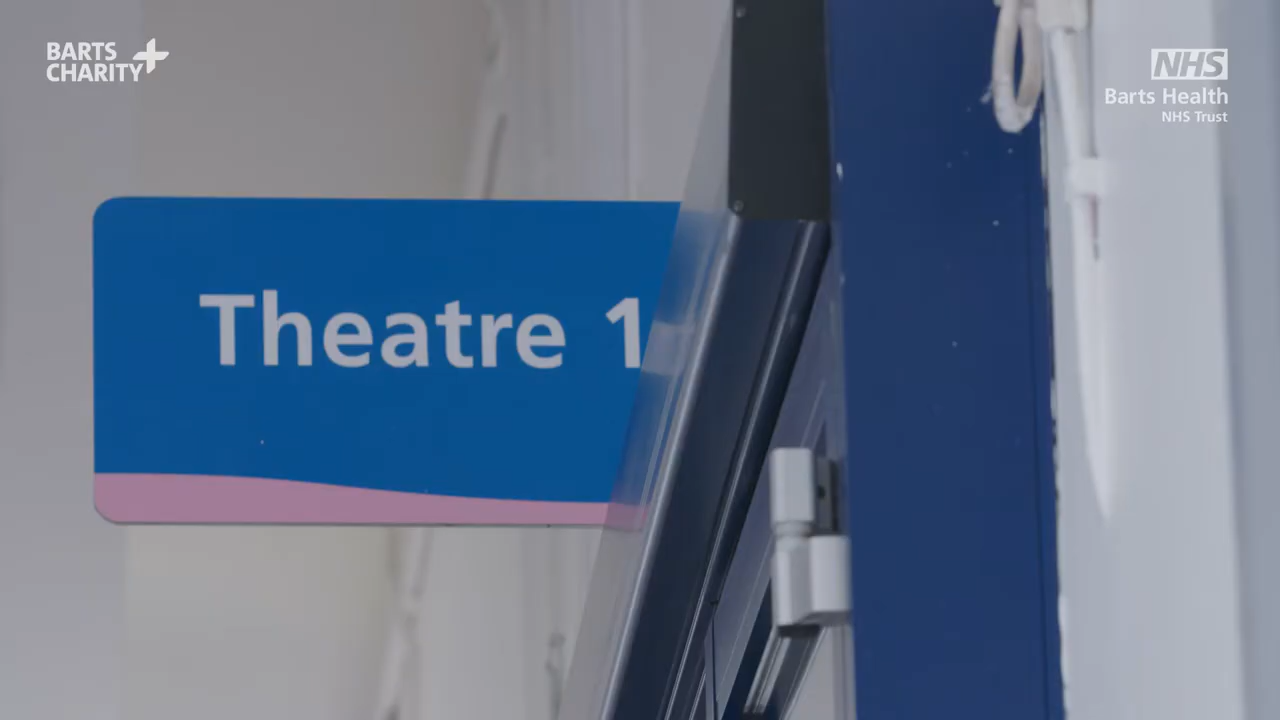 BARTS
CHARITY
NHS
Barts Health
NHS Trust
Theatre 1